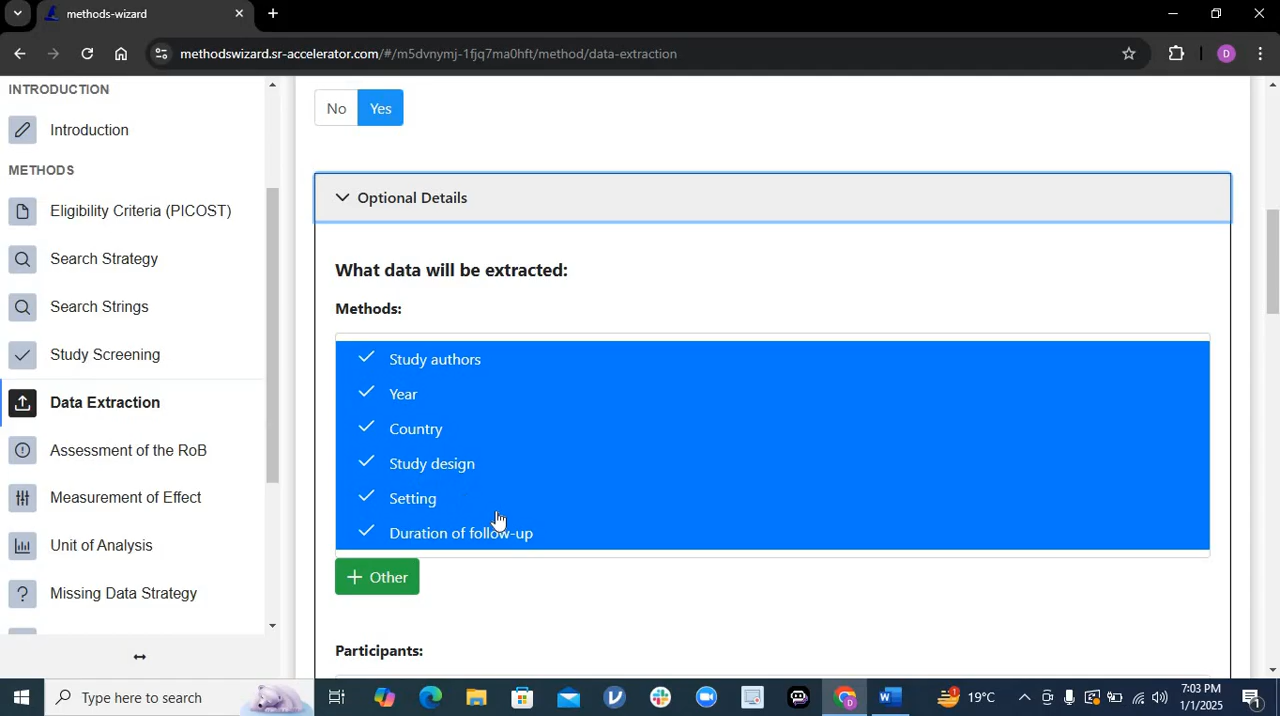 methods-wizard
methodswizard.sr-accelerator.com/#/m5dvnymj-1fjq7ma0hft/method/data-extraction
D
INTRODUCTION
Introduction
METHODS
Eligibility Criteria (PICOST)
Search Strategy
Search Strings
Study Screening
Data Extraction
Assessment of the RoB
Measurement of Effect
Unit of Analysis
Missing Data Strategy
No Yes
Optional Details
What data will be extracted:
Methods:
Study authors
Year
Country
Study design
Setting
Duration of follow-up
+ Other
Participants:
Type here to search
19°C
7:03 PM
1/1/2025